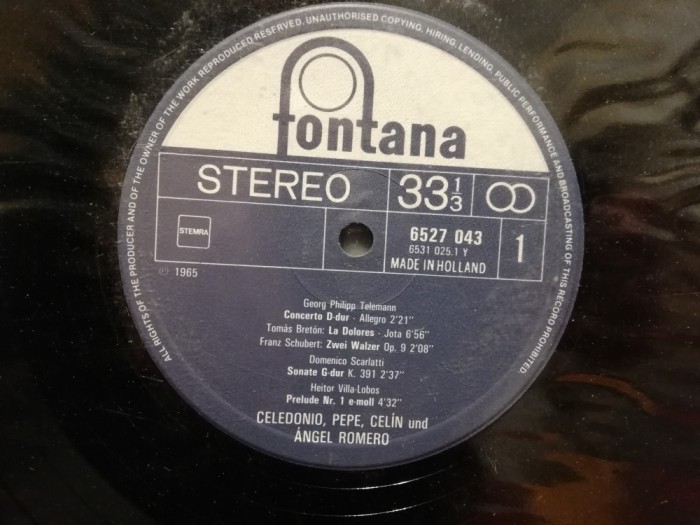 ALL RIGHTS OF THE PRODUCER AND OF THE OWNER OF THE WORK REPRODUCED RESERVED. UNAUTHORISED COPYING, HIRING, LENDING, PUBLIC PERFORMANCE AND BROADCASTING OF THIS RECORD PROHIBITED
fontana
STEREO
33 1/3
STEMRA
6527 043
6531 025.1 Y
MADE IN HOLLAND
1
℗ 1965
Georg Philipp Telemann
Concerto D-dur - Allegro 2'21"
Tomás Bretón: La Dolores - Jota 6'56"
Franz Schubert: Zwei Walzer Op. 9 2'08"
Domenico Scarlatti
Sonate G-dur K. 391 2'37"
Heitor Villa-Lobos
Prelude Nr. 1 e-moll 4'32"
CELEDONIO, PEPE, CELÍN und
ÁNGEL ROMERO